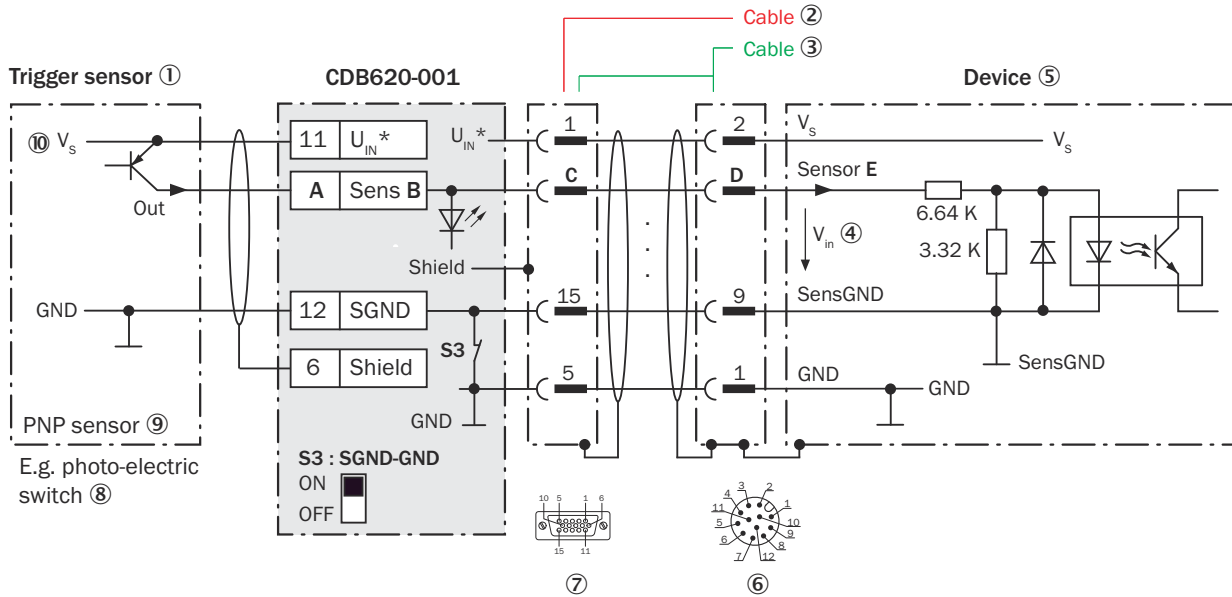 Cable ②
Cable ③
Trigger sensor ①
CDB620-001
Device ⑤
⑩ Vs
11 UIN*
UIN*
1
2
Vs
Vs
Out
A Sens B
C
D
Sensor E
6.64 K
3.32 K
Vin ④
Shield
GND
12 SGND
15
9
SensGND
S3
6 Shield
SensGND
5
1
GND
GND
GND
PNP sensor ⑨
E.g. photo-electric
switch ⑧
S3 : SGND-GND
ON
OFF
10 5 1 6
15 11
3 2
4 1
11 10
5 9
6 8
7 12
⑦
⑥